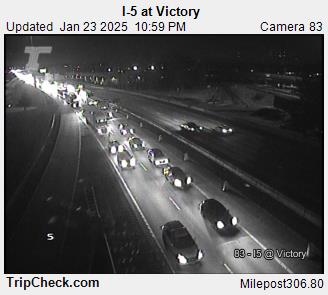 I-5 at Victory
Updated Jan 23 2025 10:59 PM Camera 83
S
83 - I5 @ Victory
TripCheck.com Milepost306.80